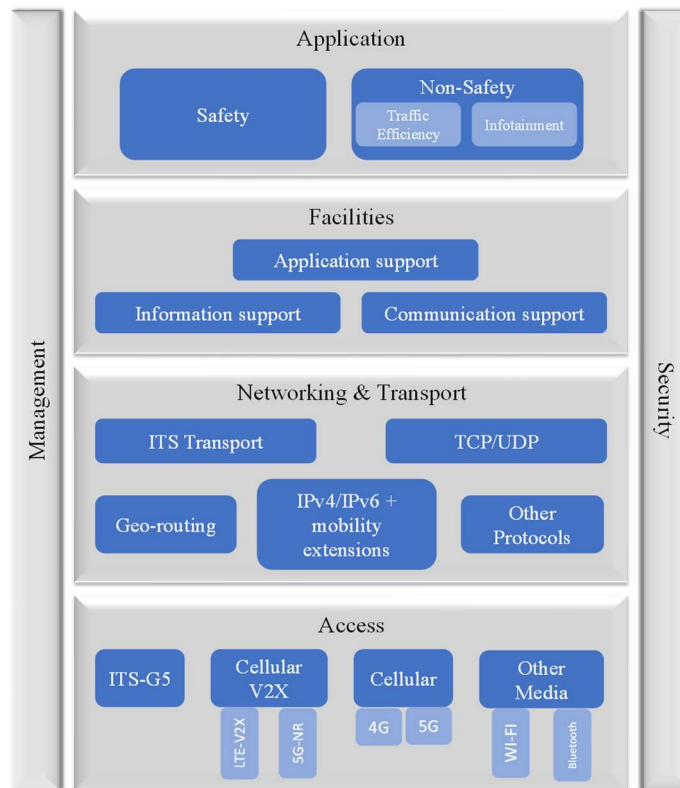 Application
Safety
Non-Safety
Traffic
Efficiency
Infotainment
Facilities
Application support
Information support
Communication support
Management
Security
Networking & Transport
ITS Transport
TCP/UDP
Geo-routing
IPv4/IPv6 +
mobility
extensions
Other
Protocols
Access
ITS-G5
Cellular
V2X
Cellular
Other
Media
LTE-V2X
5G-NR
4G
5G
WI-FI
Bluetooth